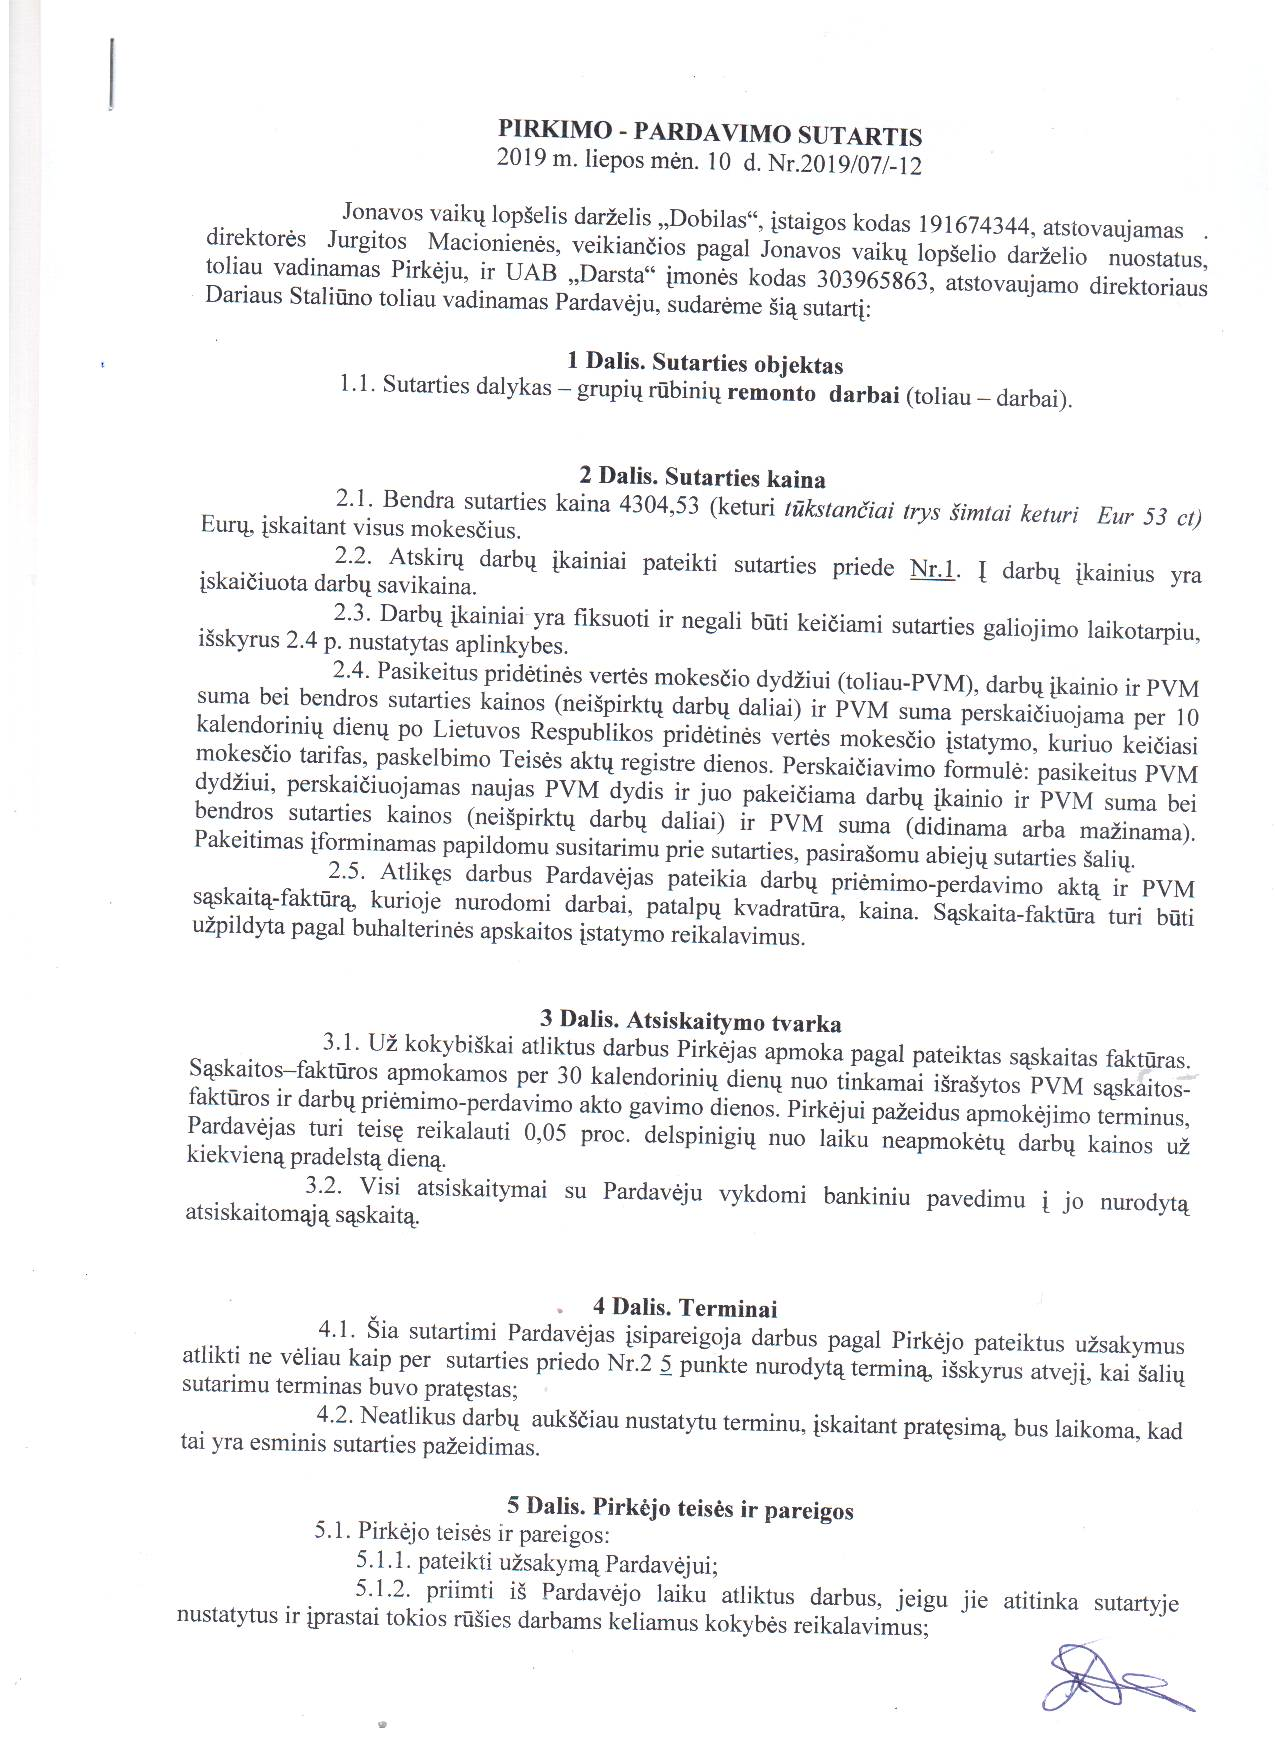 PIRKIMO - PARDAVIMO SUTARTIS
2019 m. liepos mėn. 10 d. Nr.2019/07/-12
Jonavos vaikų lopšelis darželis „Dobilas“, įstaigos kodas 191674344, atstovaujamas .
direktorės Jurgitos Macionienės, veikiančios pagal Jonavos vaikų lopšelio darželio nuostatus,
toliau vadinamas Pirkėju, ir UAB „Darsta“ įmonės kodas 303965863, atstovaujamo direktoriaus
Dariaus Staliūno toliau vadinamas Pardavėju, sudarėme šią sutartį:
1 Dalis. Sutarties objektas
1.1. Sutarties dalykas – grupių rūbinių remonto darbai (toliau – darbai).
2 Dalis. Sutarties kaina
2.1. Bendra sutarties kaina 4304,53 (keturi tūkstančiai trys šimtai keturi Eur 53 ct)
Eurų, įskaitant visus mokesčius.
2.2. Atskirų darbų įkainiai pateikti sutarties priede Nr.1. Į darbų įkainius yra
įskaičiuota darbų savikaina.
2.3. Darbų įkainiai yra fiksuoti ir negali būti keičiami sutarties galiojimo laikotarpiu,
išskyrus 2.4 p. nustatytas aplinkybes.
2.4. Pasikeitus pridėtinės vertės mokesčio dydžiui (toliau-PVM), darbų įkainio ir PVM
suma bei bendros sutarties kainos (neišpirktų darbų daliai) ir PVM suma perskaičiuojama per 10
kalendorinių dienų po Lietuvos Respublikos pridėtinės vertės mokesčio įstatymo, kuriuo keičiasi
mokesčio tarifas, paskelbimo Teisės aktų registre dienos. Perskaičiavimo formulė: pasikeitus PVM
dydžiui, perskaičiuojamas naujas PVM dydis ir juo pakeičiama darbų įkainio ir PVM suma bei
bendros sutarties kainos (neišpirktų darbų daliai) ir PVM suma (didinama arba mažinama).
Pakeitimas įforminamas papildomu susitarimu prie sutarties, pasirašomu abiejų sutarties šalių.
2.5. Atlikęs darbus Pardavėjas pateikia darbų priėmimo-perdavimo aktą ir PVM
sąskaitą-faktūrą, kurioje nurodomi darbai, patalpų kvadratūra, kaina. Sąskaita-faktūra turi būti
užpildyta pagal buhalterinės apskaitos įstatymo reikalavimus.
3 Dalis. Atsiskaitymo tvarka
3.1. Už kokybiškai atliktus darbus Pirkėjas apmoka pagal pateiktas sąskaitas faktūras.
Sąskaitos–faktūros apmokamos per 30 kalendorinių dienų nuo tinkamai išrašytos PVM sąskaitos-
faktūros ir darbų priėmimo-perdavimo akto gavimo dienos. Pirkėjui pažeidus apmokėjimo terminus,
Pardavėjas turi teisę reikalauti 0,05 proc. delspinigių nuo laiku neapmokėtų darbų kainos už
kiekvieną pradelstą dieną.
3.2. Visi atsiskaitymai su Pardavėju vykdomi bankiniu pavedimu į jo nurodytą
atsiskaitomąją sąskaitą.
4 Dalis. Terminai
4.1. Šia sutartimi Pardavėjas įsipareigoja darbus pagal Pirkėjo pateiktus užsakymus
atlikti ne vėliau kaip per sutarties priedo Nr.2 5 punkte nurodytą terminą, išskyrus atvejį, kai šalių
sutarimu terminas buvo pratęstas;
4.2. Neatlikus darbų aukščiau nustatytu terminu, įskaitant pratęsimą, bus laikoma, kad
tai yra esminis sutarties pažeidimas.
5 Dalis. Pirkėjo teisės ir pareigos
5.1. Pirkėjo teisės ir pareigos:
5.1.1. pateikti užsakymą Pardavėjui;
5.1.2. priimti iš Pardavėjo laiku atliktus darbus, jeigu jie atitinka sutartyje
nustatytus ir įprastai tokios rūšies darbams keliamus kokybės reikalavimus;